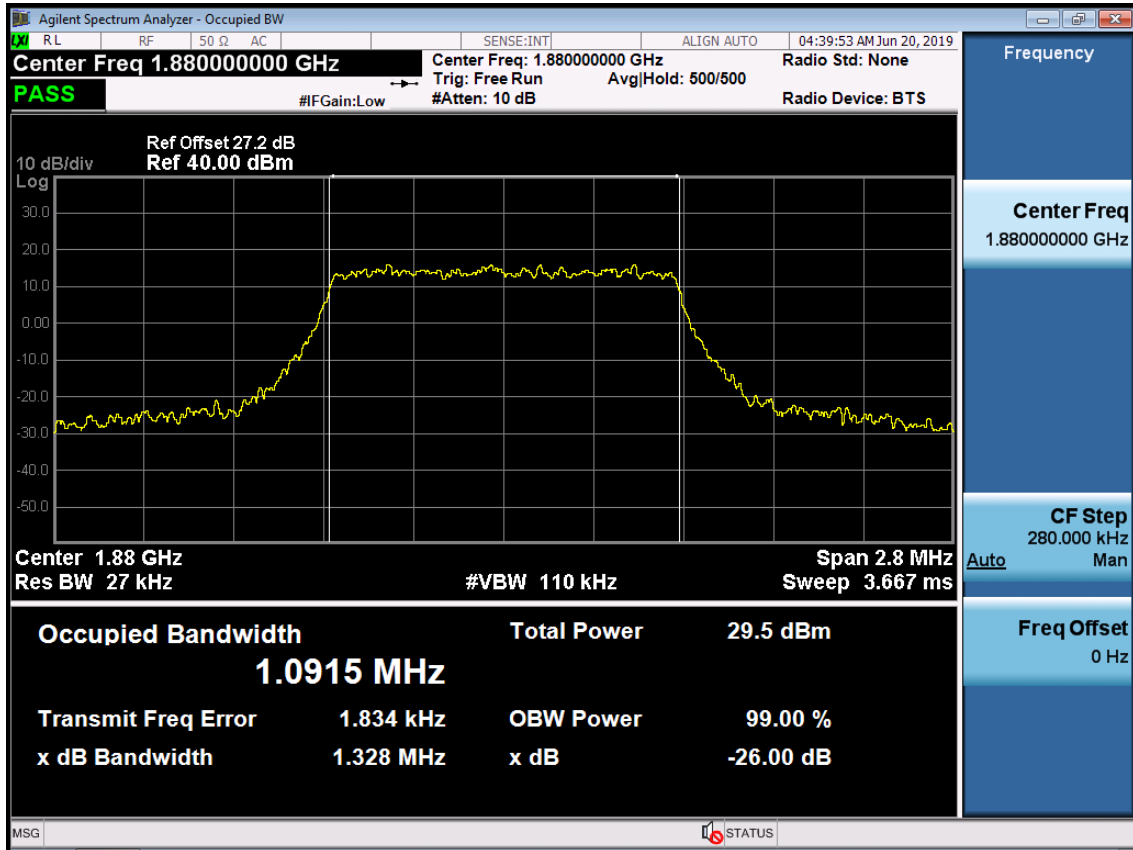 Agilent Spectrum Analyzer - Occupied BW
LXI RL RF 50 Ω AC SENSE:INT ALIGN AUTO 04:39:53 AM Jun 20, 2019
Center Freq 1.880000000 GHz
Center Freq: 1.880000000 GHz
Radio Std: None
Trig: Free Run Avg|Hold: 500/500
PASS
#IFGain:Low
#Atten: 10 dB
Radio Device: BTS
Ref Offset 27.2 dB
10 dB/div Ref 40.00 dBm
Log
30.0
20.0
10.0
0.00
-10.0
-20.0
-30.0
-40.0
-50.0
Center 1.88 GHz Span 2.8 MHz
Res BW 27 kHz #VBW 110 kHz Sweep 3.667 ms
Occupied Bandwidth Total Power 29.5 dBm
1.0915 MHz
Transmit Freq Error 1.834 kHz OBW Power 99.00 %
x dB Bandwidth 1.328 MHz x dB -26.00 dB
Frequency
Center Freq
1.880000000 GHz
CF Step
280.000 kHz
Auto Man
Freq Offset
0 Hz
MSG STATUS